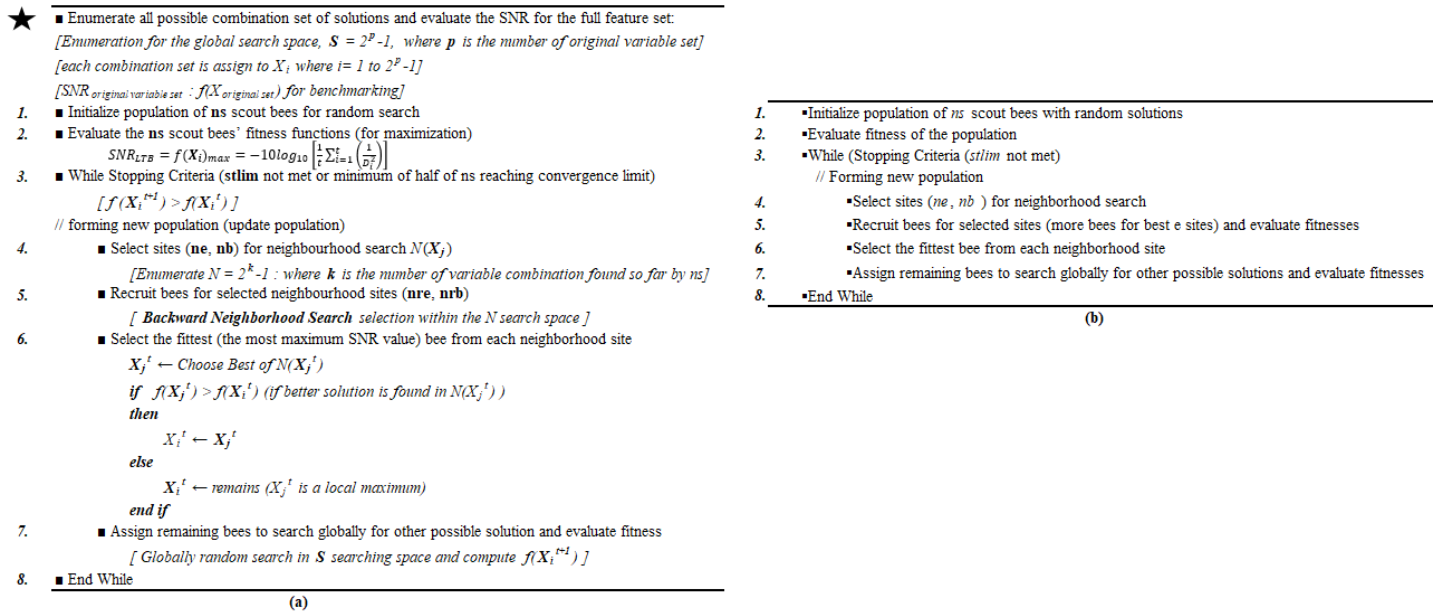 ★ ■ Enumerate all possible combination set of solutions and evaluate the SNR for the full feature set:
[Enumeration for the global search space, S = 2^p-1, where p is the number of original variable set]
[each combination set is assign to X_i where i= 1 to 2^p-1]
[SNR original variable set : f(X original set) for benchmarking]
1. ■ Initialize population of ns scout bees for random search
2. ■ Evaluate the ns scout bees' fitness functions (for maximization)
SNR_LTB = f(X_i)_max = −10log_10 [1/t ∑_{i=1}^{t} (1/D_i^2)]
3. ■ While Stopping Criteria (stlim not met or minimum of half of ns reaching convergence limit)
[ f (X_i^{t+1}) > f(X_i^t) ]
// forming new population (update population)
4. ■ Select sites (ne, nb) for neighbourhood search N(X_j)
[Enumerate N = 2^k-1 : where k is the number of variable combination found so far by ns]
5. ■ Recruit bees for selected neighbourhood sites (nre, nrb)
[ Backward Neighborhood Search selection within the N search space ]
6. ■ Select the fittest (the most maximum SNR value) bee from each neighborhood site
X_j^t ← Choose Best of N(X_j^t)
if f(X_j^t) > f(X_i^t) (if better solution is found in N(X_j^t) )
then
X_i^t ← X_j^t
else
X_i^t ← remains (X_j^t is a local maximum)
end if
7. ■ Assign remaining bees to search globally for other possible solution and evaluate fitness
[ Globally random search in S searching space and compute f(X_i^{t+1}) ]
8. ■ End While
(a)
1. ▪Initialize population of ns scout bees with random solutions
2. ▪Evaluate fitness of the population
3. ▪While (Stopping Criteria (stlim not met)
// Forming new population
4. ▪Select sites (ne, nb ) for neighborhood search
5. ▪Recruit bees for selected sites (more bees for best e sites) and evaluate fitnesses
6. ▪Select the fittest bee from each neighborhood site
7. ▪Assign remaining bees to search globally for other possible solutions and evaluate fitnesses
8. ▪End While
(b)